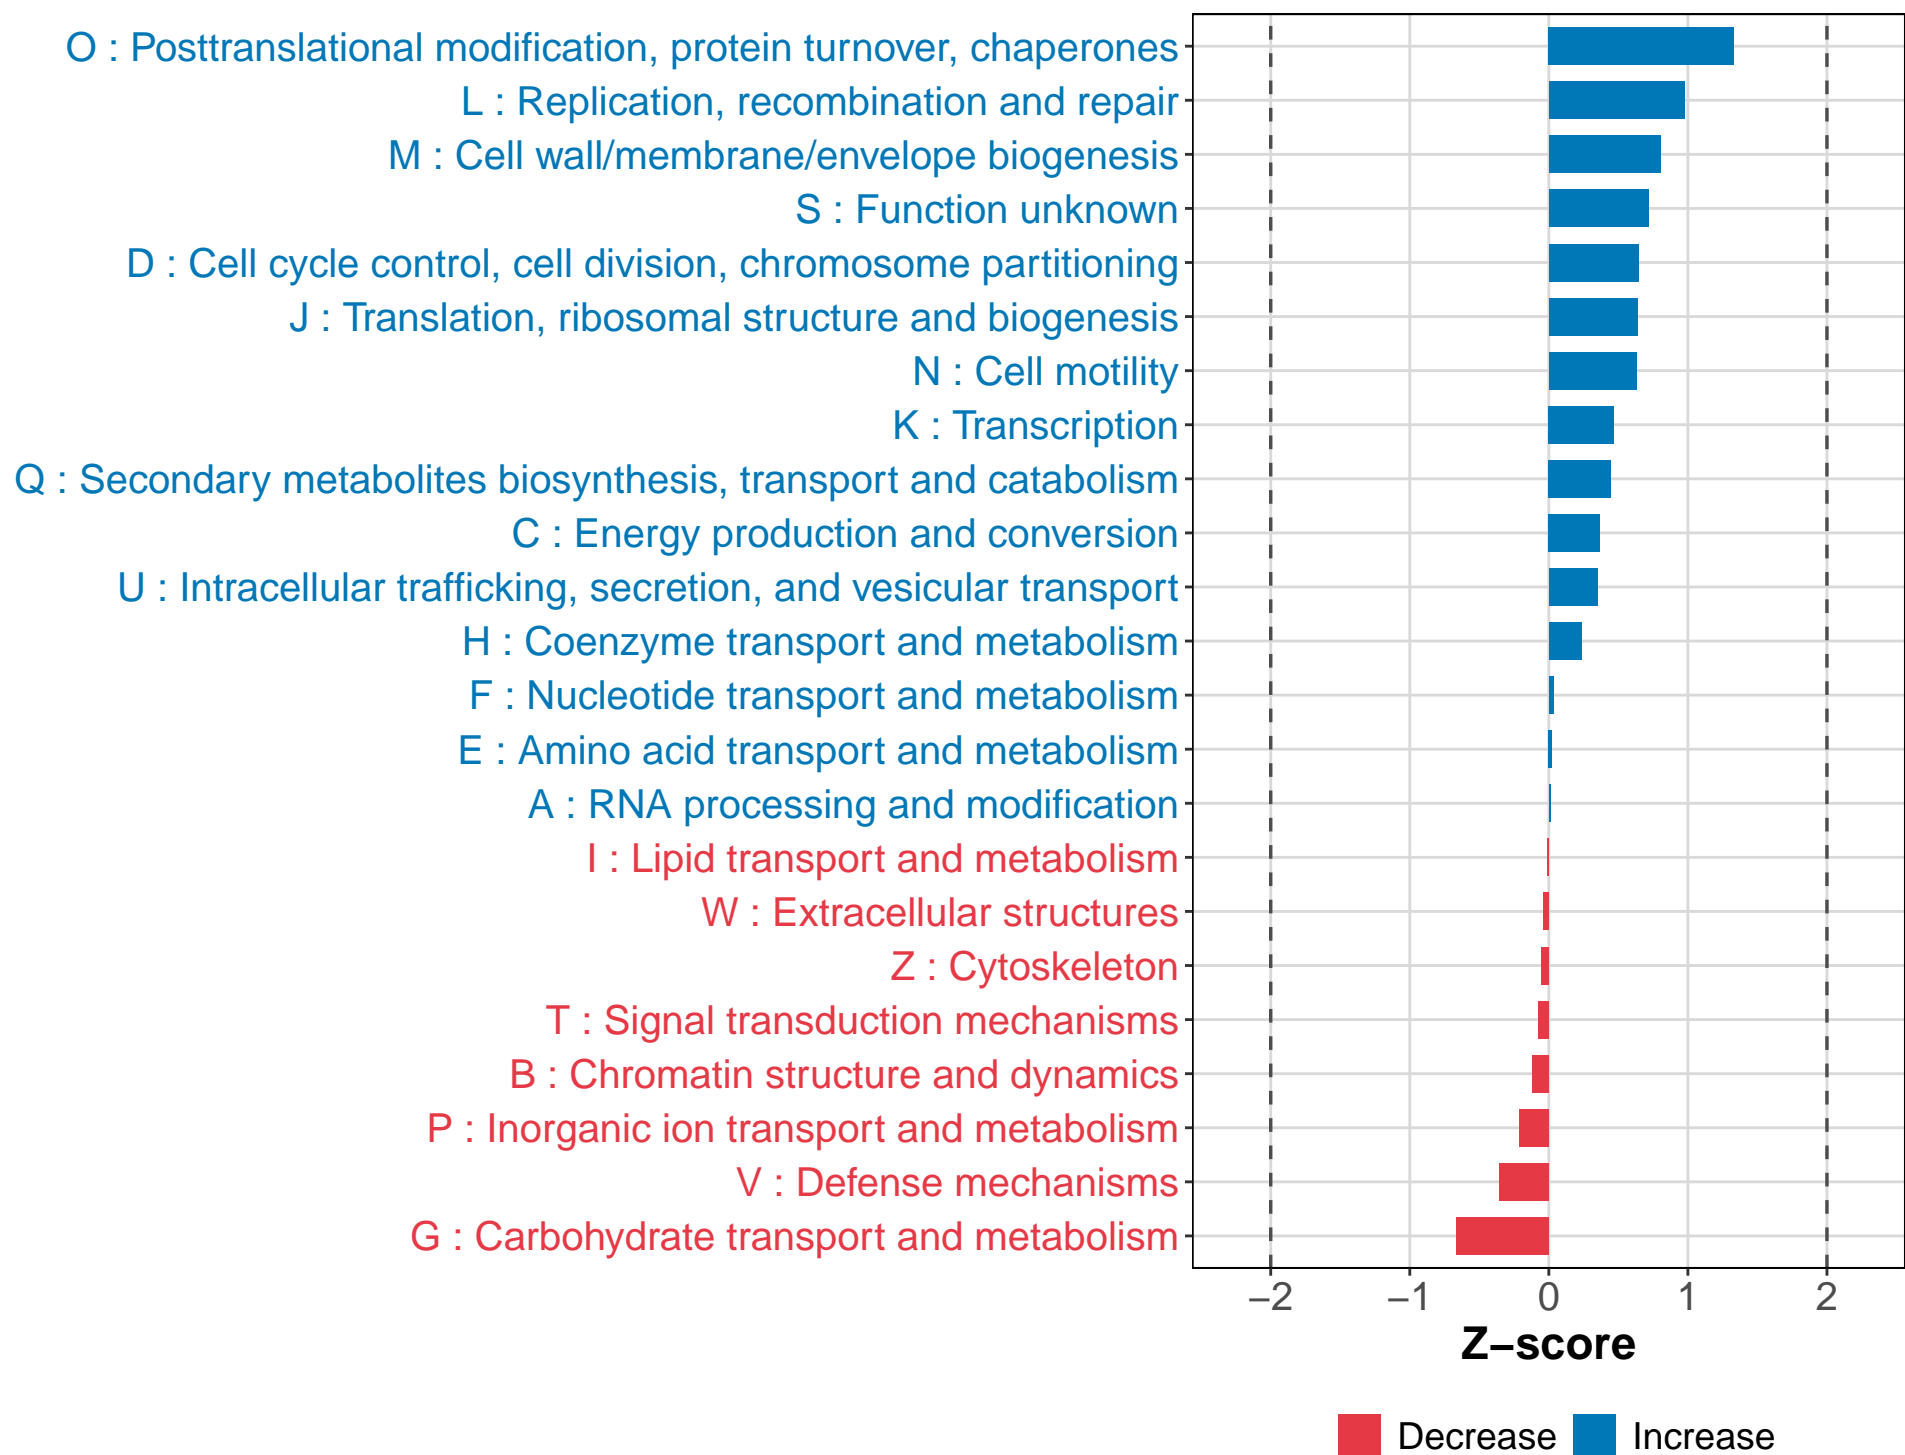 O : Posttranslational modification, protein turnover, chaperones
L : Replication, recombination and repair
M : Cell wall/membrane/envelope biogenesis
S : Function unknown
D : Cell cycle control, cell division, chromosome partitioning
J : Translation, ribosomal structure and biogenesis
N : Cell motility
K : Transcription
Q : Secondary metabolites biosynthesis, transport and catabolism
C : Energy production and conversion
U : Intracellular trafficking, secretion, and vesicular transport
H : Coenzyme transport and metabolism
F : Nucleotide transport and metabolism
E : Amino acid transport and metabolism
A : RNA processing and modification
I : Lipid transport and metabolism
W : Extracellular structures
Z : Cytoskeleton
T : Signal transduction mechanisms
B : Chromatin structure and dynamics
P : Inorganic ion transport and metabolism
V : Defense mechanisms
G : Carbohydrate transport and metabolism
−2 −1 0 1 2
Z−score
Decrease Increase